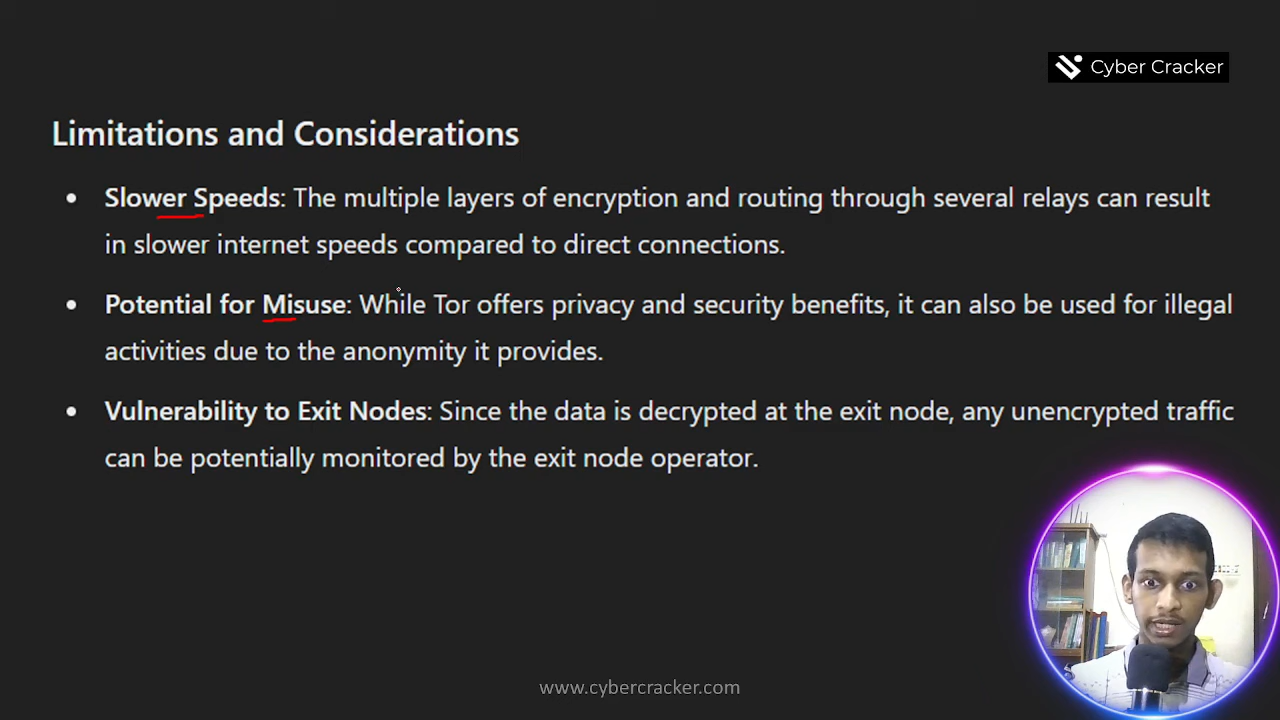 Cyber Cracker
Limitations and Considerations
• Slower Speeds: The multiple layers of encryption and routing through several relays can result
in slower internet speeds compared to direct connections.
• Potential for Misuse: While Tor offers privacy and security benefits, it can also be used for illegal
activities due to the anonymity it provides.
• Vulnerability to Exit Nodes: Since the data is decrypted at the exit node, any unencrypted traffic
can be potentially monitored by the exit node operator.
www.cybercracker.com